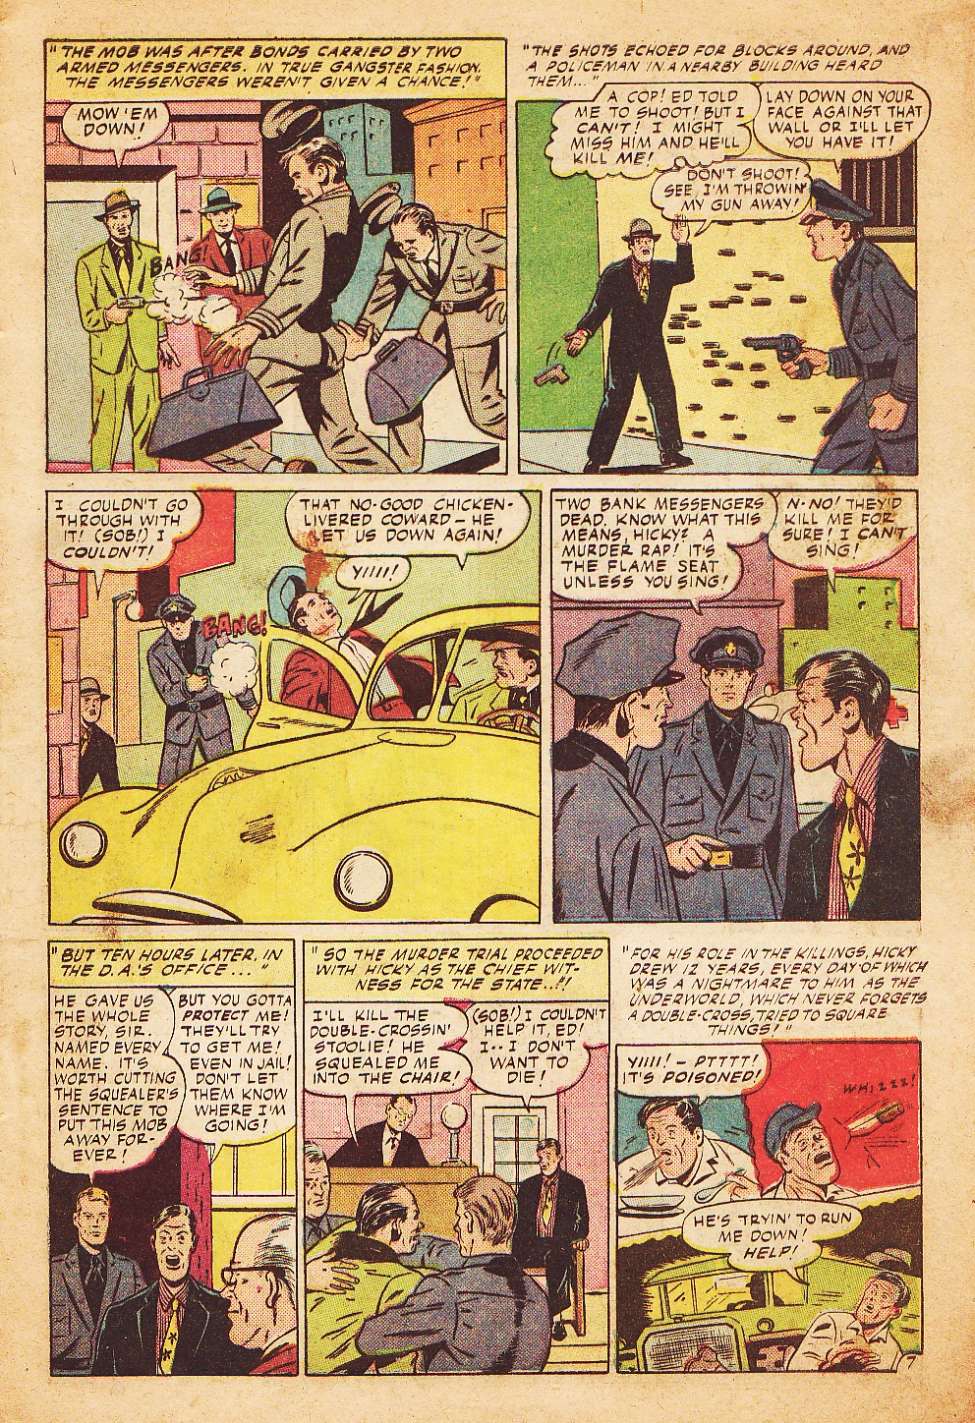 "THE MOB WAS AFTER BONDS CARRIED BY TWO
ARMED MESSENGERS. IN TRUE GANGSTER FASHION,
THE MESSENGERS WEREN'T GIVEN A CHANCE!"
MOW 'EM
DOWN!
BANG!
"THE SHOTS ECHOED FOR BLOCKS AROUND, AND
A POLICEMAN IN A NEARBY BUILDING HEARD
THEM..."
A COP! ED TOLD
ME TO SHOOT! BUT I
CAN'T! I MIGHT
MISS HIM AND HE'LL
KILL ME!
LAY DOWN ON YOUR
FACE AGAINST THAT
WALL OR I'LL LET
YOU HAVE IT!
DON'T SHOOT!
SEE, I'M THROWIN'
MY GUN AWAY!
I COULDN'T GO
THROUGH WITH
IT! (SOB!) I
COULDN'T!
THAT NO-GOOD CHICKEN-
LIVERED COWARD - HE
LET US DOWN AGAIN!
YIIII!
BANG!
TWO BANK MESSENGERS
DEAD. KNOW WHAT THIS
MEANS, HICKY? A
MURDER RAP! IT'S
THE FLAME SEAT
UNLESS YOU SING!
N-NO! THEY'D
KILL ME FOR
SURE! I CAN'T
SING!
"BUT TEN HOURS LATER, IN
THE D.A.'S OFFICE..."
HE GAVE US
THE WHOLE
STORY, SIR.
NAMED EVERY
NAME. IT'S
WORTH CUTTING
THE SQUEALER'S
SENTENCE TO
PUT THIS MOB
AWAY FOR-
EVER!
BUT YOU GOTTA
PROTECT ME!
THEY'LL TRY
TO GET ME!
EVEN IN JAIL!
DON'T LET
THEM KNOW
WHERE I'M
GOING!
"SO THE MURDER TRIAL PROCEEDED
WITH HICKY AS THE CHIEF WIT-
NESS FOR THE STATE..."!
I'LL KILL THE
DOUBLE-CROSSIN'
STOOLIE! HE
SQUEALED ME
INTO THE CHAIR!
(SOB!) I COULDN'T
HELP IT, ED!
I-- I DON'T
WANT TO
DIE!
"FOR HIS ROLE IN THE KILLINGS, HICKY
DREW 12 YEARS, EVERY DAY OF WHICH
WAS A NIGHTMARE TO HIM AS THE
UNDERWORLD, WHICH NEVER FORGETS
A DOUBLE-CROSS, TRIED TO SQUARE
THINGS!"
YIIII! - PTTTT!
IT'S POISONED!
WHIZZZ!
HE'S TRYIN' TO RUN
ME DOWN!
HELP!
7